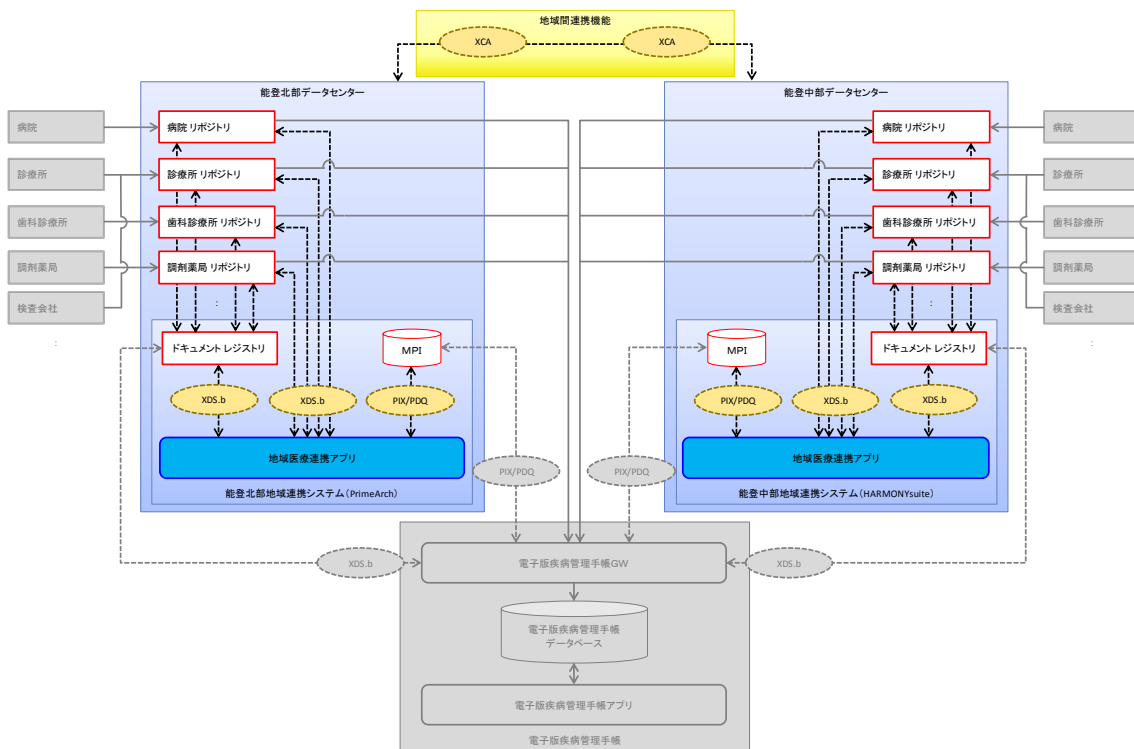 地域間連携機能
XCA
XCA
能登北部データセンター
能登中部データセンター
病院
病院 リポジトリ
病院 リポジトリ
病院
診療所
診療所 リポジトリ
診療所 リポジトリ
診療所
歯科診療所
歯科診療所 リポジトリ
歯科診療所 リポジトリ
歯科診療所
調剤薬局
調剤薬局 リポジトリ
調剤薬局 リポジトリ
調剤薬局
検査会社
:
:
検査会社
:
:
ドキュメント レジストリ
MPI
MPI
ドキュメント レジストリ
XDS.b
XDS.b
PIX/PDQ
PIX/PDQ
XDS.b
XDS.b
地域医療連携アプリ
地域医療連携アプリ
PIX/PDQ
PIX/PDQ
能登北部地域連携システム（PrimeArch）
能登中部地域連携システム（HARMONYsuite）
XDS.b
電子版疾病管理手帳GW
XDS.b
電子版疾病管理手帳
データベース
電子版疾病管理手帳アプリ
電子版疾病管理手帳